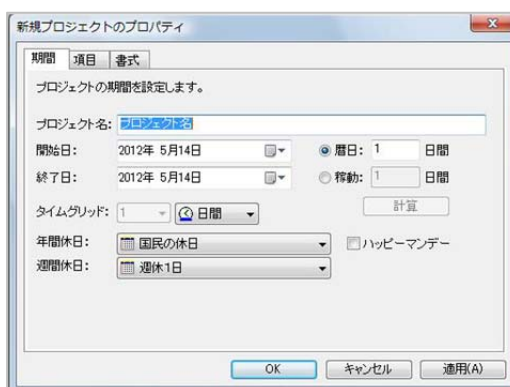 新規プロジェクトのプロパティ
期間 項目 書式
プロジェクトの期間を設定します。
プロジェクト名: プロジェクト名
開始日: 2012年 5月14日 暦日: 1 日間
終了日: 2012年 5月14日 稼動: 1 日間
タイムグリッド: 1 日間 計算
年間休日: 国民の休日 ハッピーマンデー
週間休日: 週休1日
OK キャンセル 適用(A)